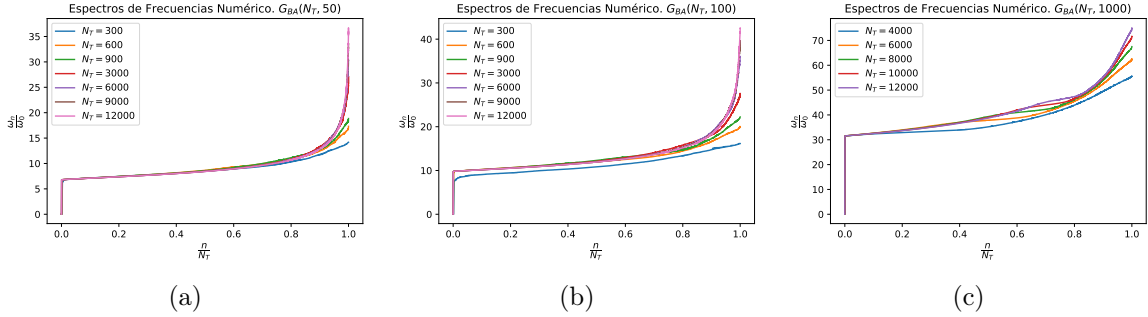 Espectros de Frecuencias Numérico. G_BA(N_T, 50)
ω_n/ω_0
35
30
25
20
15
10
5
0
N_T = 300
N_T = 600
N_T = 900
N_T = 3000
N_T = 6000
N_T = 9000
N_T = 12000
0.0 0.2 0.4 0.6 0.8 1.0
n/N_T
(a)
Espectros de Frecuencias Numérico. G_BA(N_T, 100)
ω_n/ω_0
40
30
20
10
0
N_T = 300
N_T = 600
N_T = 900
N_T = 3000
N_T = 6000
N_T = 9000
N_T = 12000
0.0 0.2 0.4 0.6 0.8 1.0
n/N_T
(b)
Espectros de Frecuencias Numérico. G_BA(N_T, 1000)
ω_n/ω_0
70
60
50
40
30
20
10
0
N_T = 4000
N_T = 6000
N_T = 8000
N_T = 10000
N_T = 12000
0.0 0.2 0.4 0.6 0.8 1.0
n/N_T
(c)